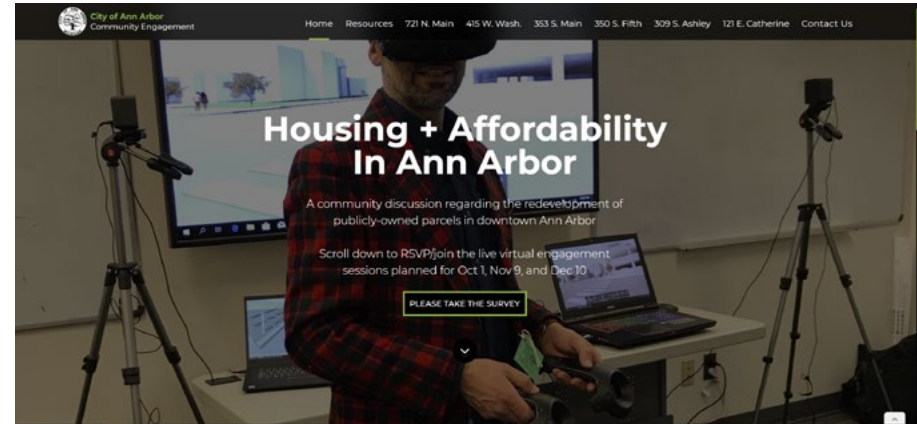 City of Ann Arbor
Community Engagement
Home Resources 721 N. Main 415 W. Wash. 353 S. Main 350 S. Fifth 309 S. Ashley 121 E. Catherine Contact Us
Housing + Affordability
In Ann Arbor
A community discussion regarding the redevelopment of
publicly-owned parcels in downtown Ann Arbor
Scroll down to RSVP/join the live virtual engagement
sessions planned for Oct 1, Nov 9, and Dec 10
PLEASE TAKE THE SURVEY